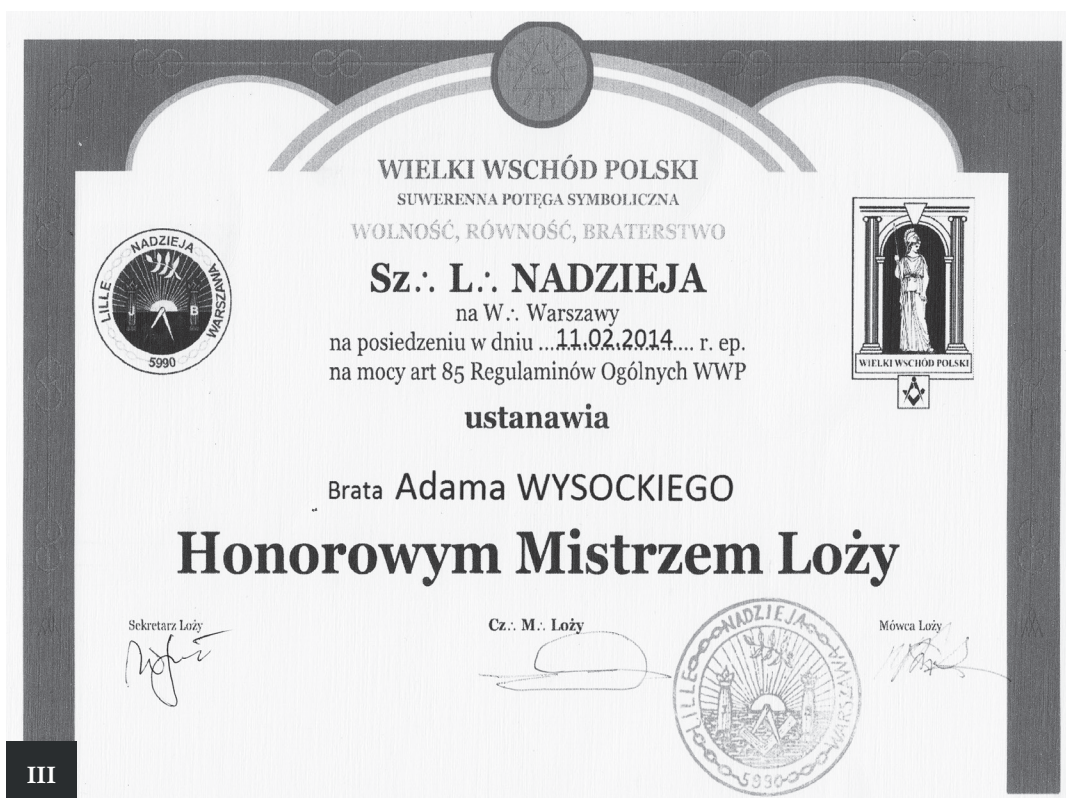 WIELKI WSCHÓD POLSKI
SUWERENNA POTĘGA SYMBOLICZNA
WOLNOŚĆ, RÓWNOŚĆ, BRATERSTWO
Sz∴ L∴ NADZIEJA
na W∴ Warszawy
na posiedzeniu w dniu ...11.02.2014.... r. ep.
na mocy art 85 Regulaminów Ogólnych WWP
ustanawia
LILLE NADZIEJA WARSZAWA
J B
5990
WIELKI WSCHÓD POLSKI
G
Brata Adama WYSOCKIEGO
Honorowym Mistrzem Loży
Sekretarz Loży
Cz∴ M∴ Loży
Mówca Loży
LILLE NADZIEJA WARSZAWA
5990
III